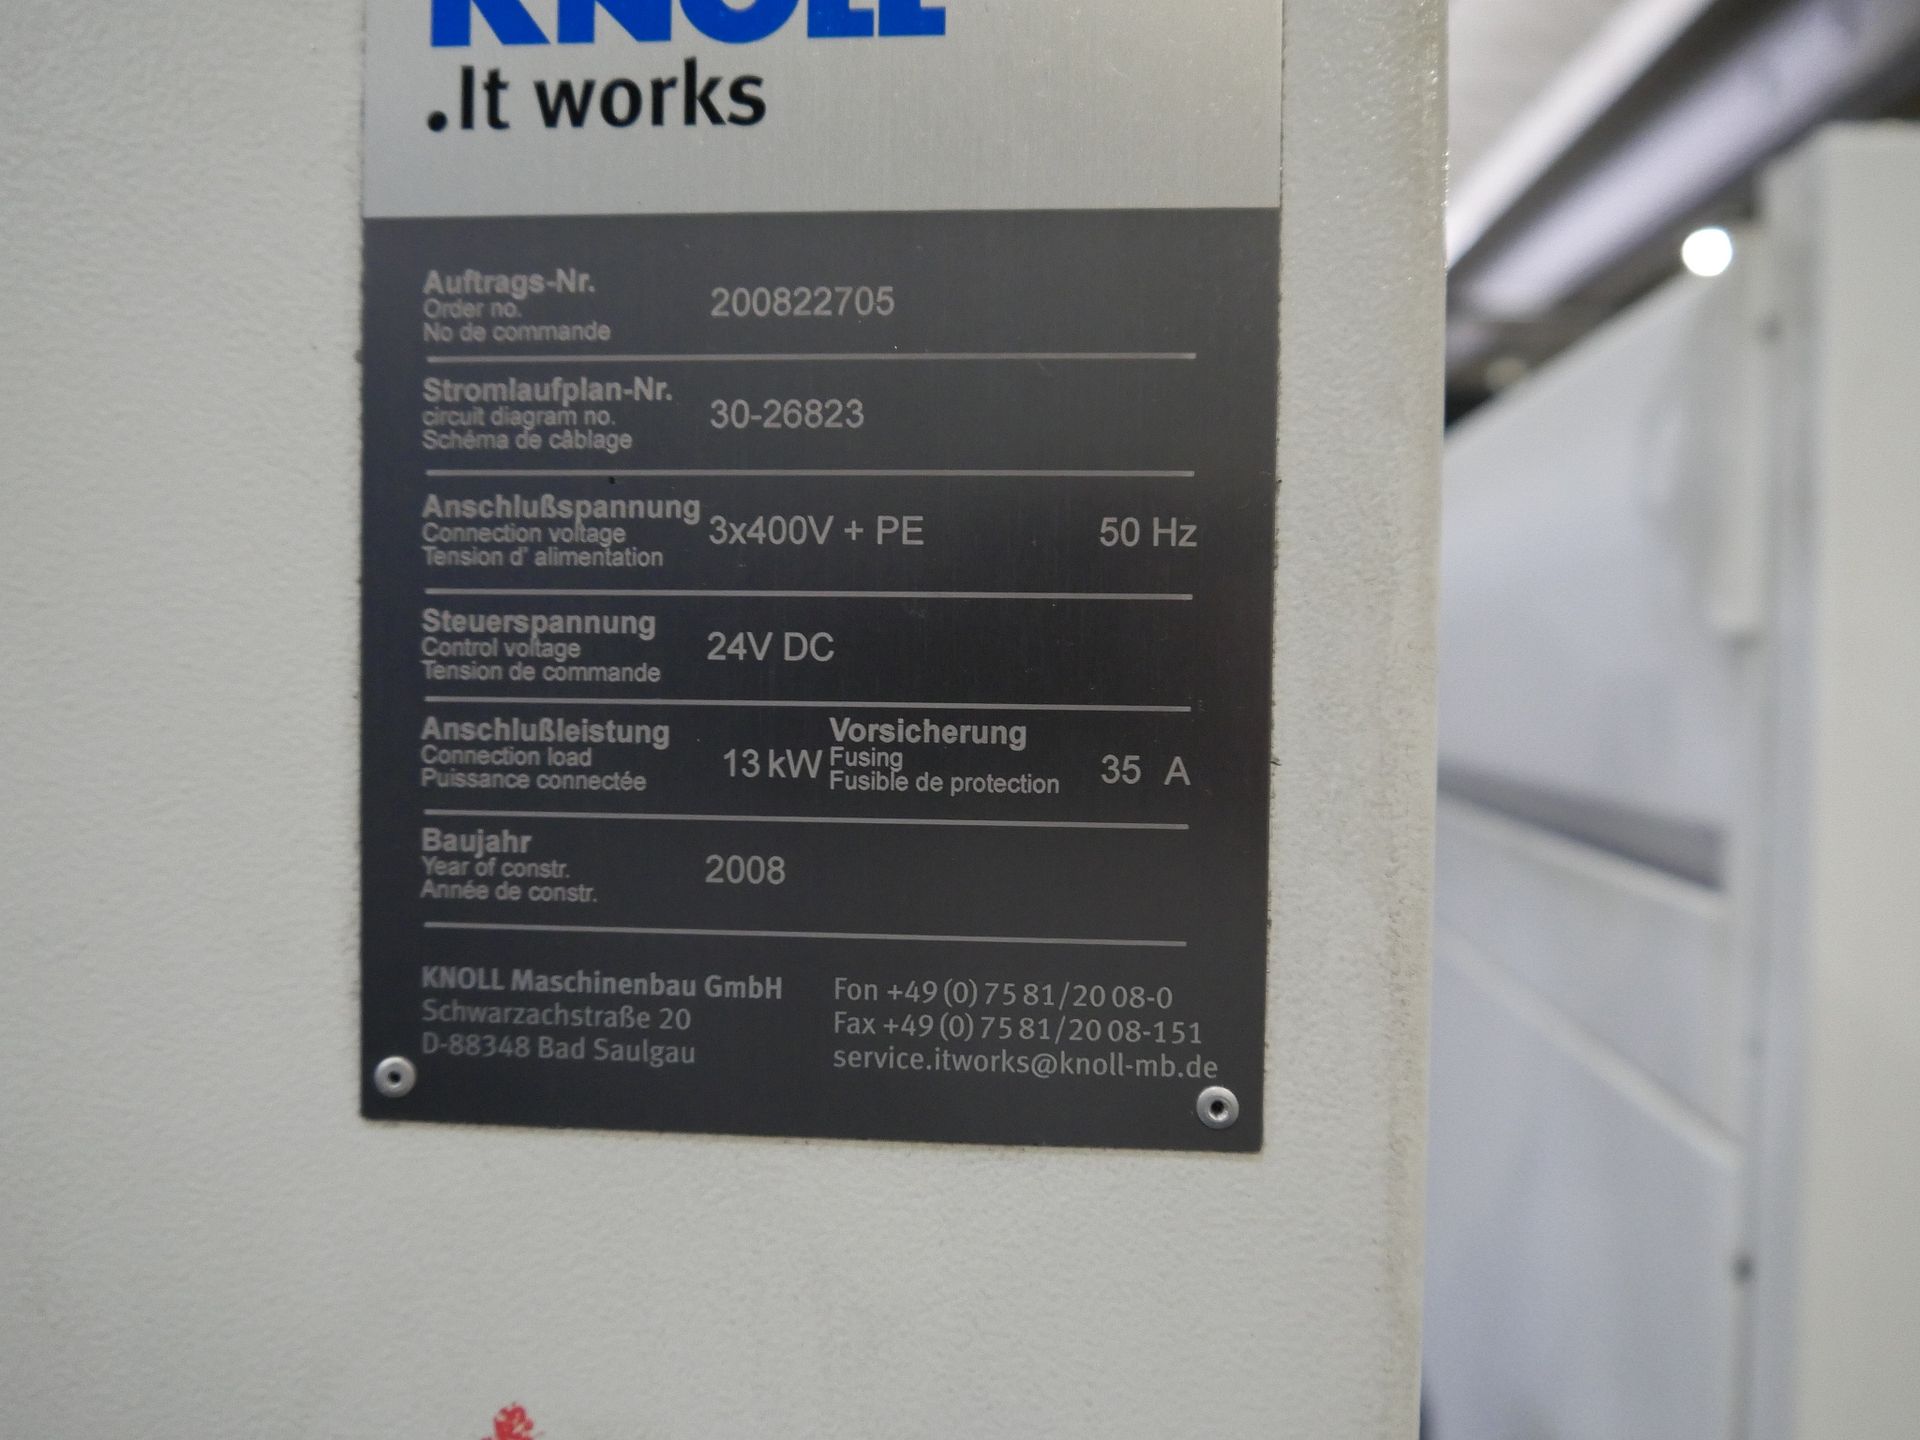 KNOLL
.It works
Auftrags-Nr.
Order no.
No de commande
200822705
Stromlaufplan-Nr.
circuit diagram no.
Schéma de câblage
30-26823
Anschlußspannung
Connection voltage
Tension d' alimentation
3x400V + PE
50 Hz
Steuerspannung
Control voltage
Tension de commande
24V DC
Anschlußleistung
Connection load
Puissance connectée
13 kW
Vorsicherung
Fusing
Fusible de protection
35 A
Baujahr
Year of constr.
Année de constr.
2008
KNOLL Maschinenbau GmbH
Schwarzachstraße 20
D-88348 Bad Saulgau
Fon +49 (0) 75 81/20 08-0
Fax +49 (0) 75 81/20 08-151
service.itworks@knoll-mb.de